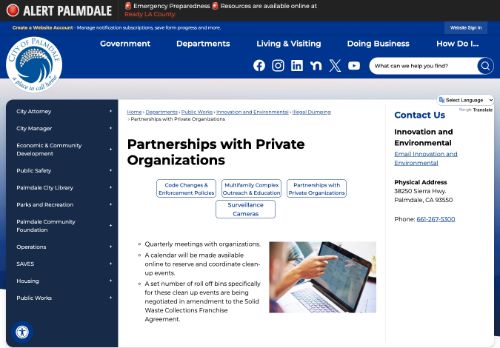 ALERT PALMDALE
🚨 Emergency Preparedness 🚨 Resources are available online at
Ready LA County.
Create a Website Account - Manage notification subscriptions, save form progress and more.
Website Sign In
CITY OF PALMDALE
a place to call home
Government
Departments
Living & Visiting
Doing Business
How Do I...
What can we help you find?
Select Language
Google Translate
City Attorney +
City Manager +
Economic & Community
Development +
Public Safety +
Palmdale City Library +
Parks and Recreation +
Palmdale Community
Foundation +
Operations +
SAVES +
Housing +
Public Works +
Home › Departments › Public Works › Innovation and Environmental › Illegal Dumping
› Partnerships with Private Organizations
Partnerships with Private
Organizations
Code Changes &
Enforcement Policies
Multifamily Complex
Outreach & Education
Partnerships with
Private Organizations
Surveillance
Cameras
Quarterly meetings with organizations.
A calendar will be made available
online to reserve and coordinate clean-
up events.
A set number of roll off bins specifically
for these clean up events are being
negotiated in amendment to the Solid
Waste Collections Franchise
Agreement.
Contact Us
Innovation and
Environmental
Email Innovation and
Environmental
Physical Address
38250 Sierra Hwy.
Palmdale, CA 93550
Phone: 661-267-5300